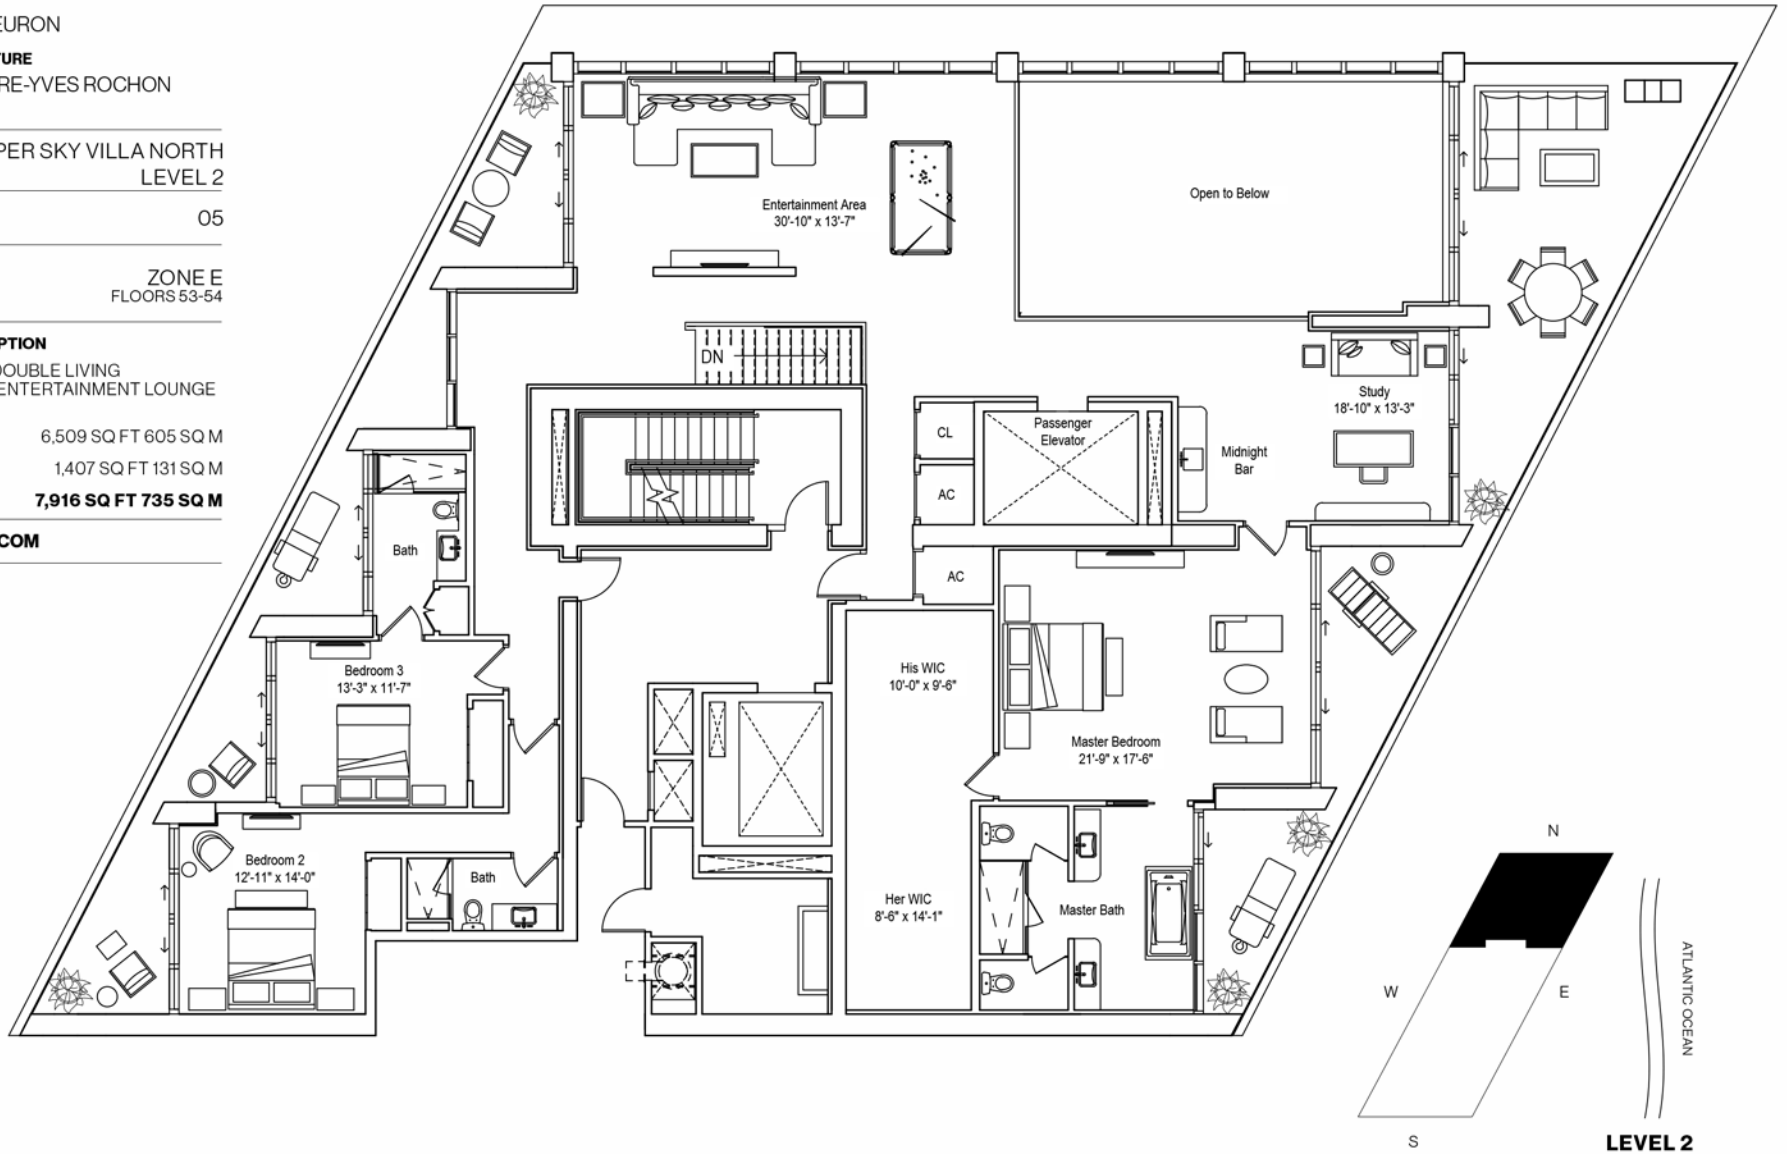 EURON
TURE
RE-YVES ROCHON
PER SKY VILLA NORTH
LEVEL 2
05
ZONE E
FLOORS 53-54
PTION
DOUBLE LIVING
ENTERTAINMENT LOUNGE
6,509 SQ FT 605 SQ M
1,407 SQ FT 131 SQ M
7,916 SQ FT 735 SQ M
.COM
Entertainment Area
30'-10" x 13'-7"
Open to Below
DN
Study
18'-10" x 13'-3"
CL
Passenger
Elevator
Midnight
Bar
AC
Bath
AC
Bedroom 3
13'-3" x 11'-7"
His WIC
10'-0" x 9'-6"
Master Bedroom
21'-9" x 17'-6"
Bedroom 2
12'-11" x 14'-0"
Bath
Her WIC
8'-6" x 14'-1"
Master Bath
N
W
E
S
ATLANTIC OCEAN
LEVEL 2